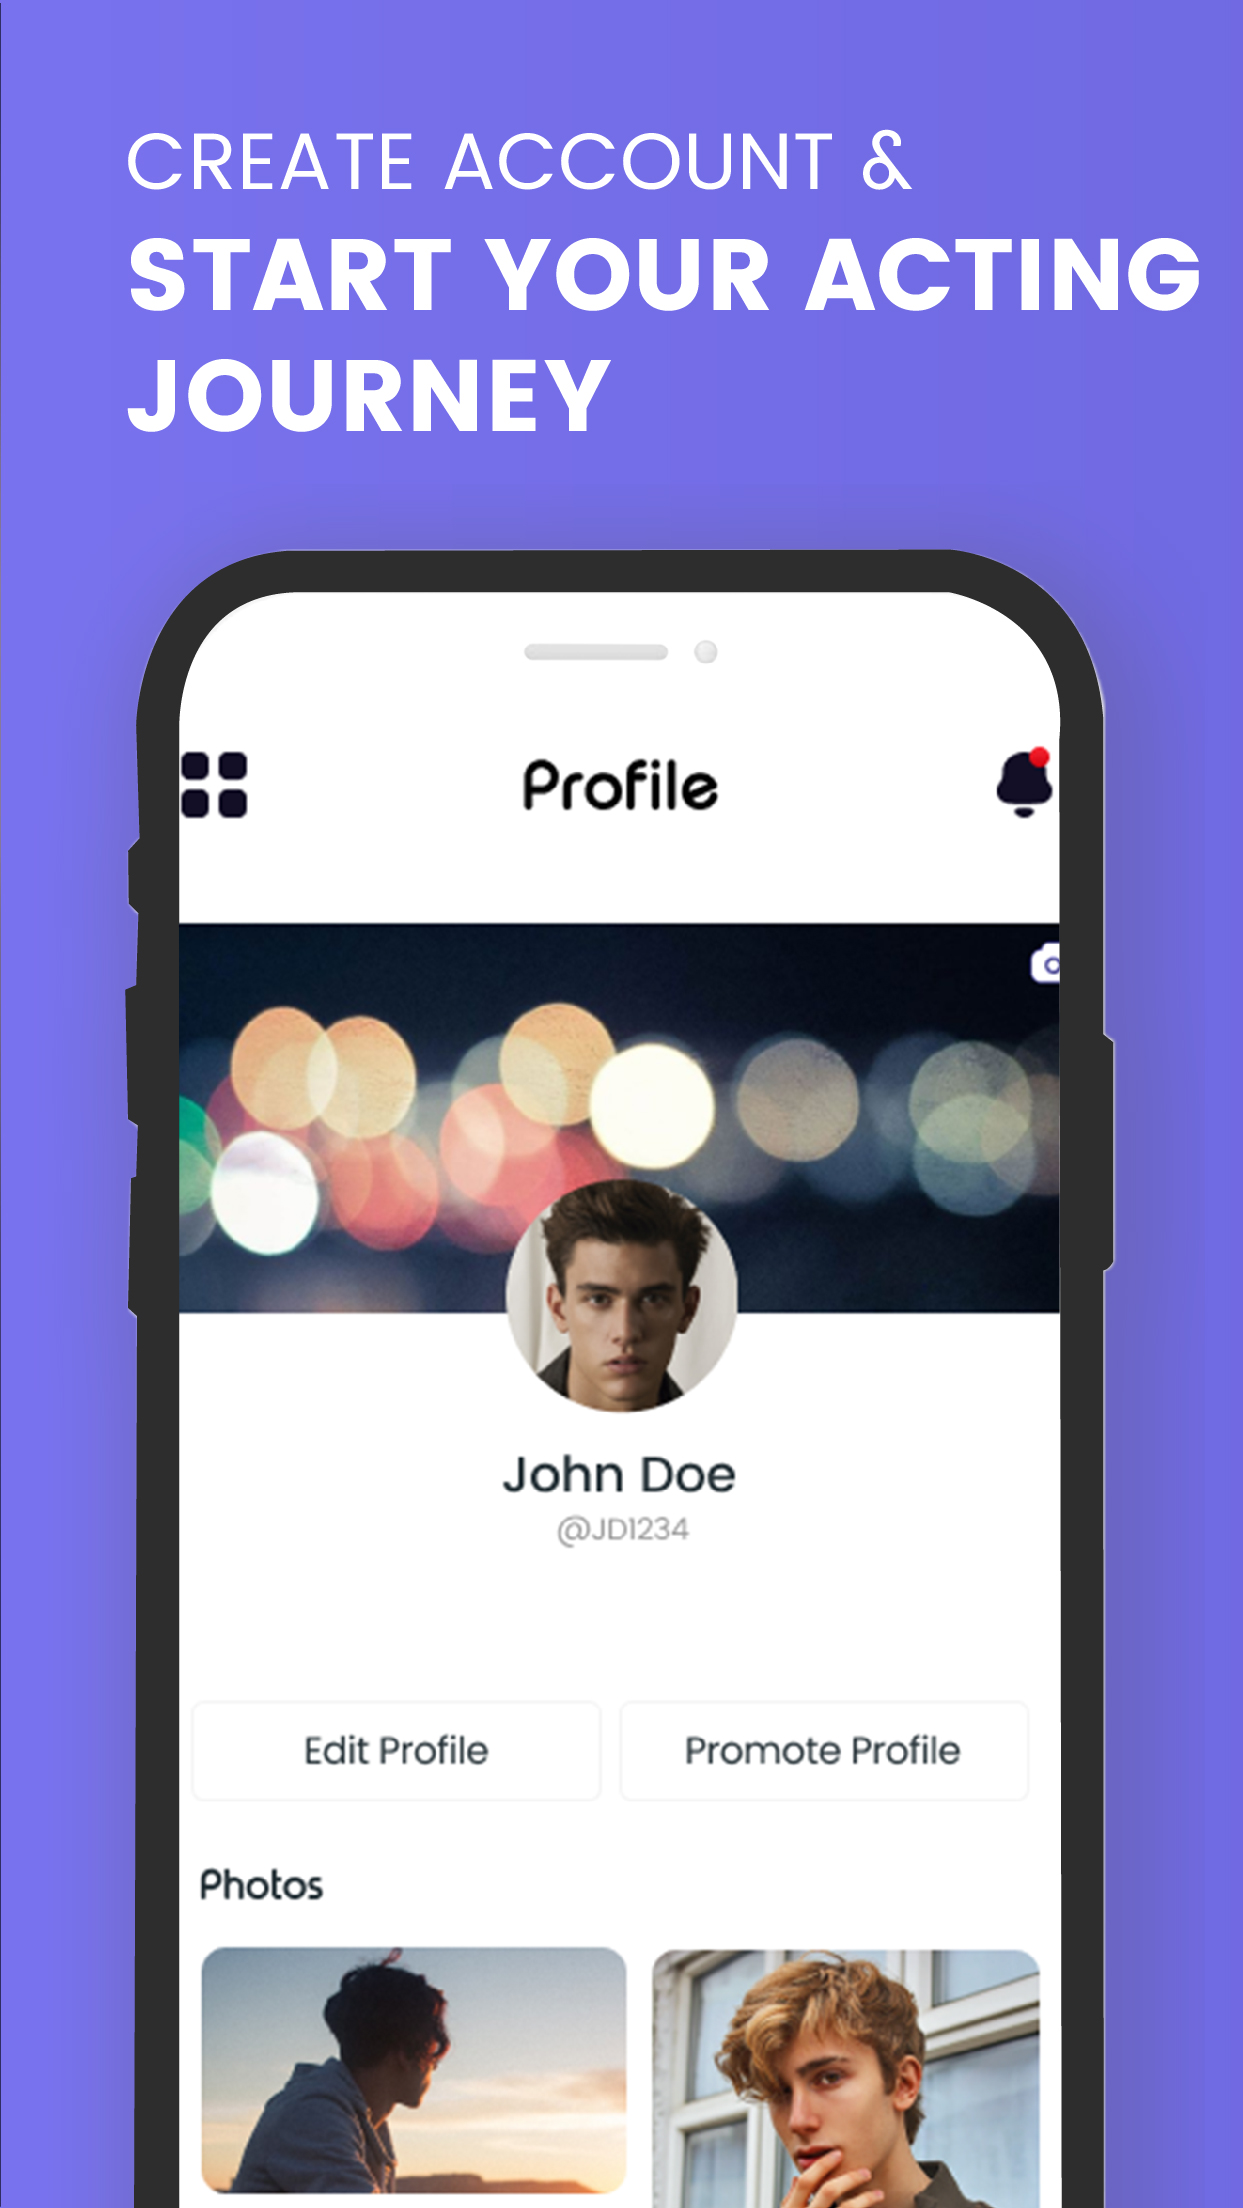 CREATE ACCOUNT &
START YOUR ACTING
JOURNEY
Profile
John Doe
@JD1234
Edit Profile
Promote Profile
Photos